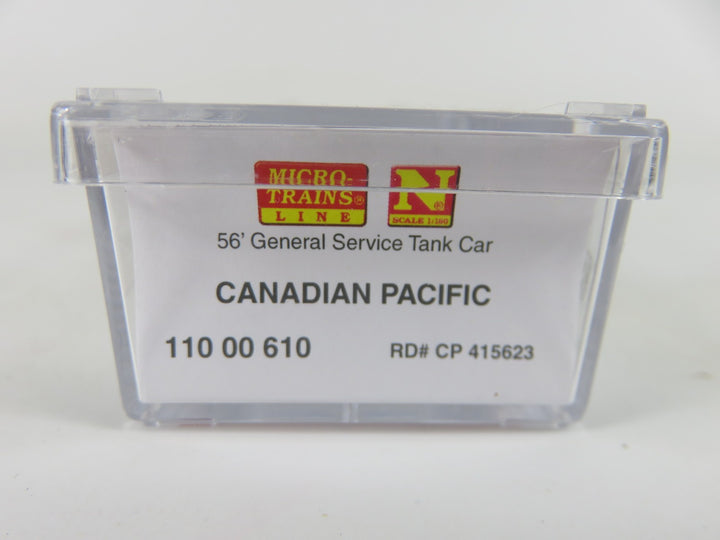 MICRO-
TRAINS®
LINE
N®
SCALE 1:160
56' General Service Tank Car
CANADIAN PACIFIC
110 00 610 RD# CP 415623